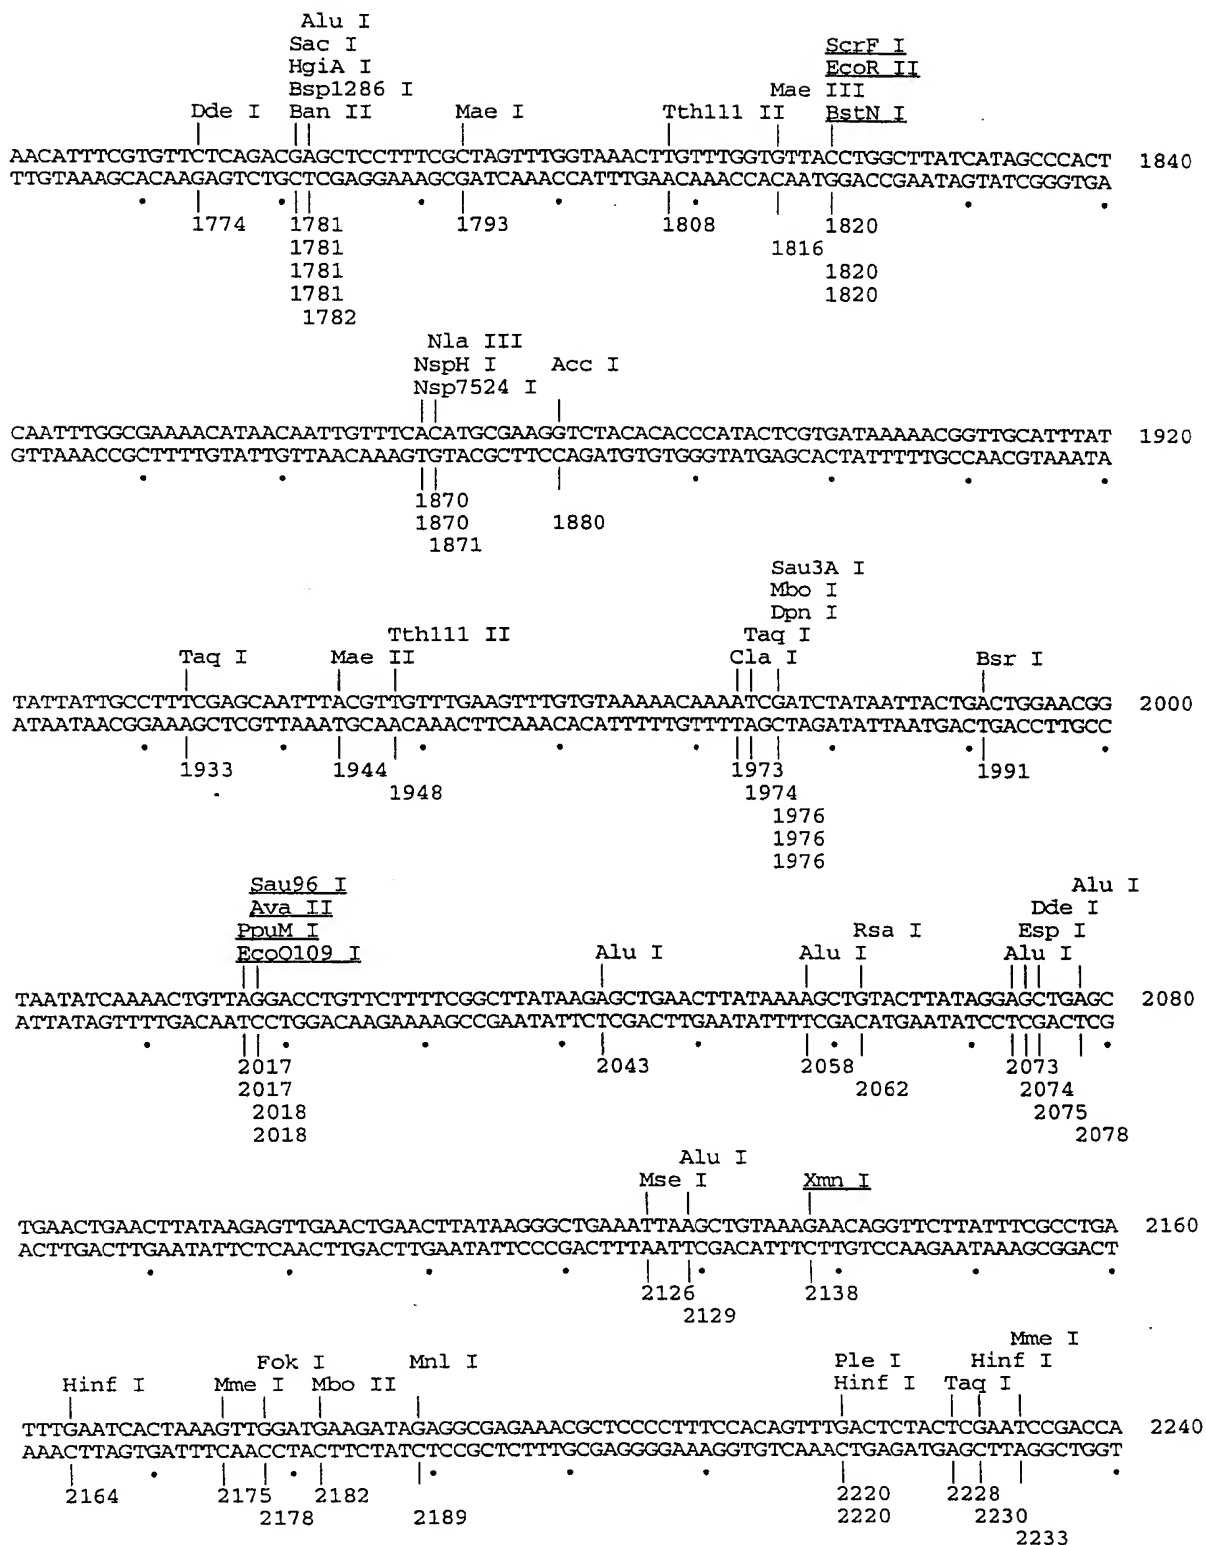 Alu I
Sac I
HgiA I ScrF I
Bsp1286 I EcoR II
Mae III
Dde I Ban II Mae I Tth111 II BstN I
AACATTTCGTGTTCTCAGACGAGCTCCTTTCGCTAGTTTGGTAAACTTGTTTGGTGTTACCTGGCTTATCATAGCCCACT 1840
TTGTAAAGCACAAGAGTCTGCTCGAGGAAAGCGATCAAACCATTTGAACAAACCACAATGGACCGAATAGTATCGGGTGA
1774 1781 1793 1808 1820
1781 1816
1781 1820
1781 1820
1782
Nla III
NspH I Acc I
Nsp7524 I
CAATTTGGCGAAAACATAACAATTGTTTCACATGCGAAGGTCTACACACCCATACTCGTGATAAAAACGGTTGCATTTAT 1920
GTTAAACCGCTTTTGTATTGTTAACAAAGTGTACGCTTCCAGATGTGTGGGTATGAGCACTATTTTTGCCAACGTAAATA
1870
1870 1880
1871
Sau3A I
Mbo I
Dpn I
Tth111 II Taq I
Taq I Mae II Cla I Bsr I
TATTATTGCCTTTCGAGCAATTTACGTTGTTTGAAGTTTGTGTAAAAACAAAATCGATCTATAATTACTGACTGGAACGG 2000
ATAATAACGGAAAGCTCGTTAAATGCAACAAACTTCAAACACATTTTTGTTTTAGCTAGATATTAATGACTGACCTTGCC
1933 1944 1973 1991
1948 1974
1976
1976
1976
Sau96 I Alu I
Ava II Dde I
PpuM I Rsa I Esp I
EcoO109 I Alu I Alu I Alu I
TAATATCAAAACTGTTAGGACCTGTTCTTTTCGGCTTATAAGAGCTGAACTTATAAAAGCTGTACTTATAGGAGCTGAGC 2080
ATTATAGTTTTGACAATCCTGGACAAGAAAAGCCGAATATTCTCGACTTGAATATTTTCGACATGAATATCCTCGACTCG
2017 2043 2058 2073
2017 2062 2074
2018 2075
2018 2078
Alu I
Mse I Xmn I
TGAACTGAACTTATAAGAGTTGAACTGAACTTATAAGGGCTGAAATTAAGCTGTAAAGAACAGGTTCTTATTTCGCCTGA 2160
ACTTGACTTGAATATTCTCAACTTGACTTGAATATTCCCGACTTTAATTCGACATTTCTTGTCCAAGAATAAAGCGGACT
2126 2138
2129
Mme I
Fok I Mnl I Ple I Hinf I
Hinf I Mme I Mbo II Hinf I Taq I
TTTGAATCACTAAAGTTGGATGAAGATAGAGGCGAGAAACGCTCCCCTTTCCACAGTTTGACTCTACTCGAATCCGACCA 2240
AAACTTAGTGATTTCAACCTACTTCTATCTCCGCTCTTTGCGAGGGGAAAGGTGTCAAACTGAGATGAGCTTAGGCTGGT
2164 2175 2182 2220 2228
2178 2189 2220 2230
2233